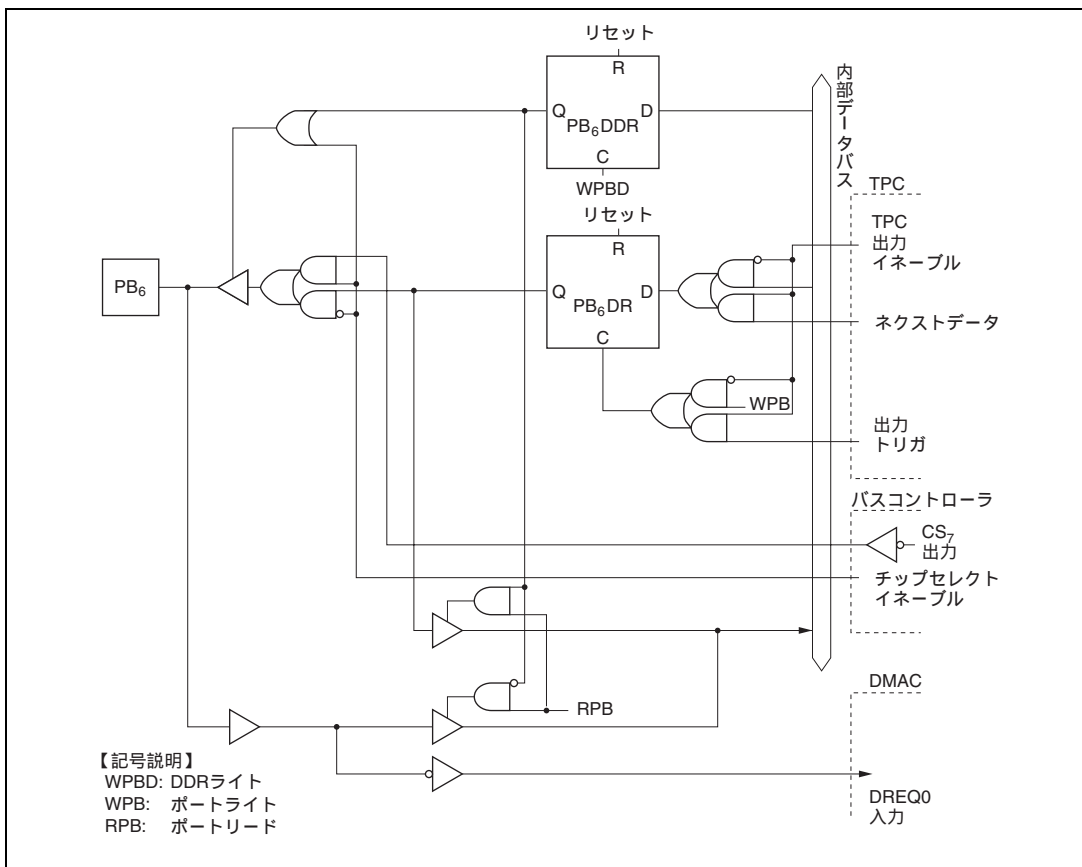 リセット
R
Q
D
PB₆DDR
C
WPBD
内部データバス
TPC
リセット
R
TPC
出力
イネーブル
PB₆
Q
D
PB₆DR
C
ネクストデータ
WPB
出力
トリガ
バスコントローラ
CS₇
出力
チップセレクト
イネーブル
DMAC
RPB
【記号説明】
WPBD: DDRライト
WPB: ポートライト
RPB: ポートリード
DREQ0
入力